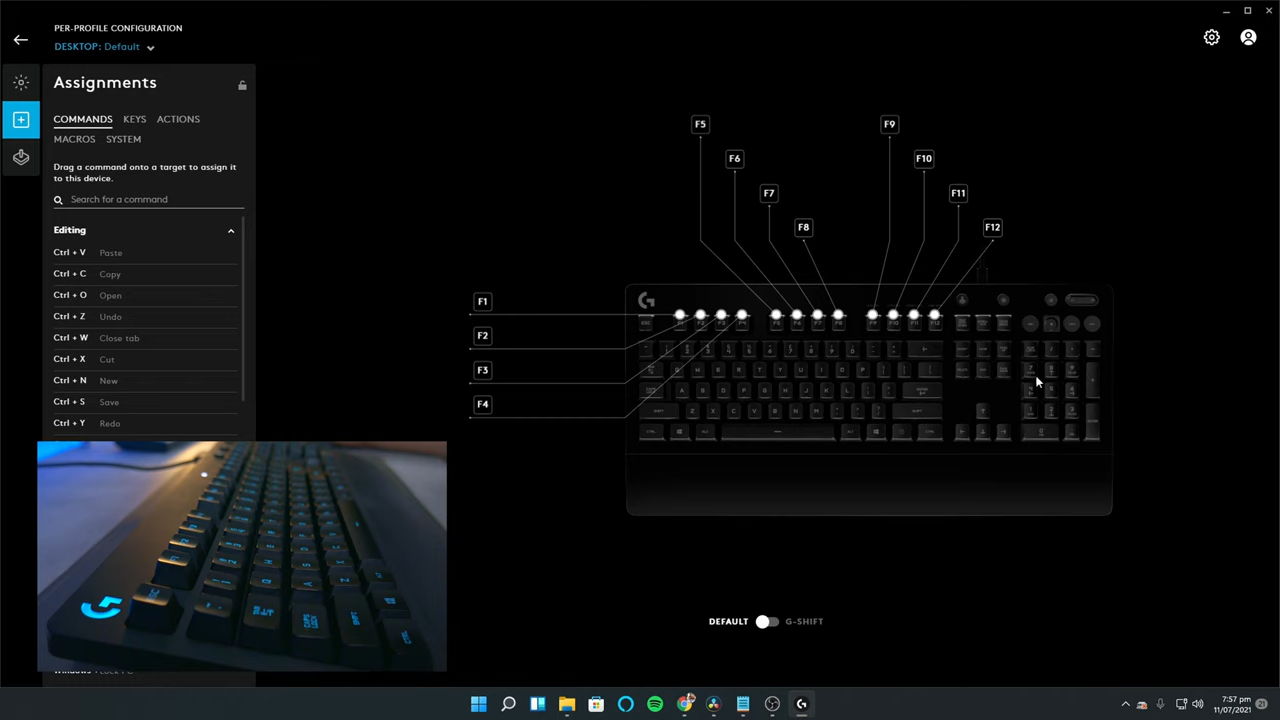 PER-PROFILE CONFIGURATION
DESKTOP: Default
Assignments
COMMANDS KEYS ACTIONS
MACROS SYSTEM
Drag a command onto a target to assign it
to this device.
Search for a command
Editing
Ctrl + V Paste
Ctrl + C Copy
Ctrl + O Open
Ctrl + Z Undo
Ctrl + W Close tab
Ctrl + X Cut
Ctrl + N New
Ctrl + S Save
Ctrl + Y Redo
F5
F9
F6
F10
F7
F11
F8
F12
F1
F2
F3
F4
DEFAULT G-SHIFT
7:57 pm
11/07/2021